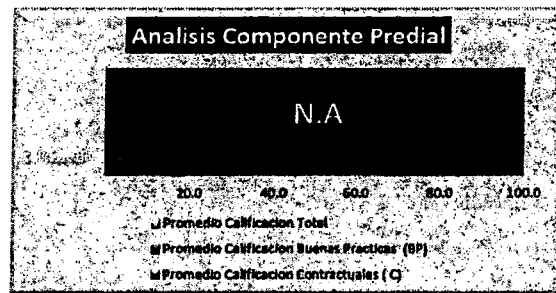 Analisis Componente Predial
N.A
20.0 40.0 60.0 80.0 100.0
Promedio Calificacion Total
Promedio Calificacion Buenas Practicas (BP)
Promedio Calificacion Contractuales ( C)